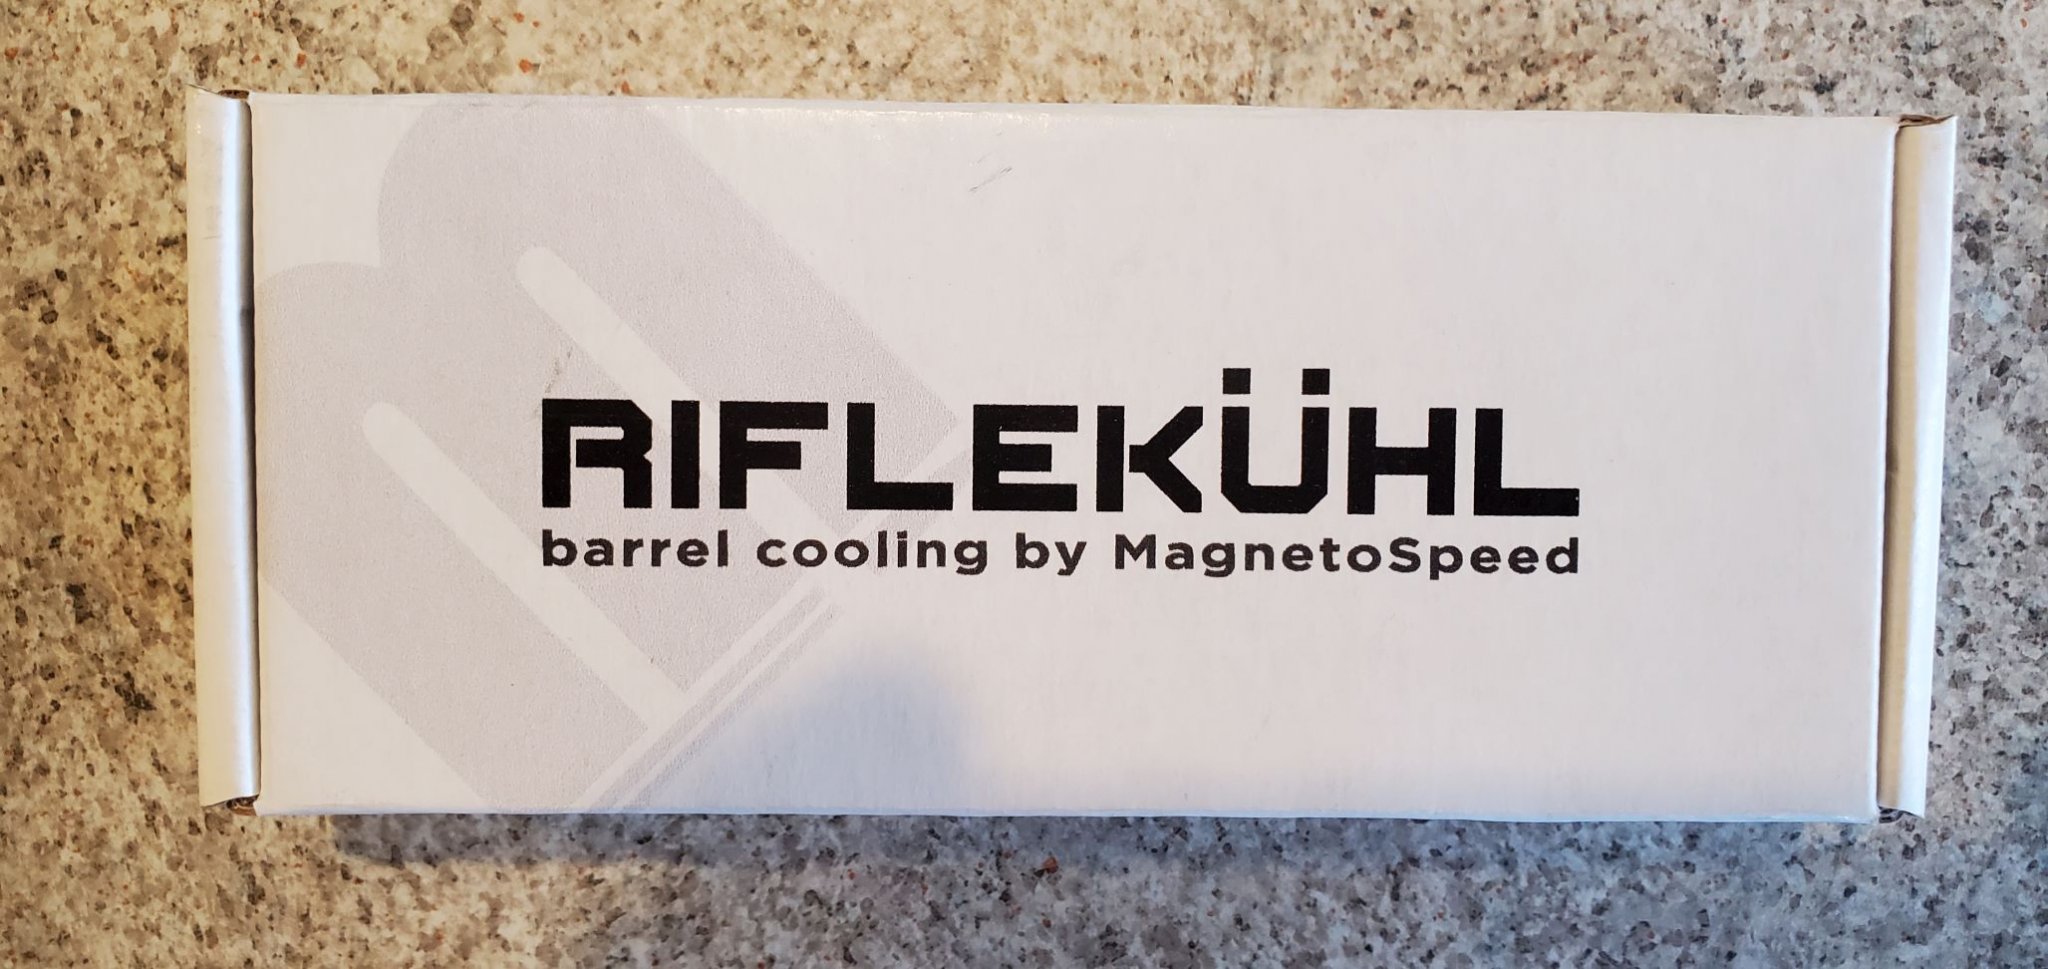 RIFLEKÜHL
barrel cooling by MagnetoSpeed